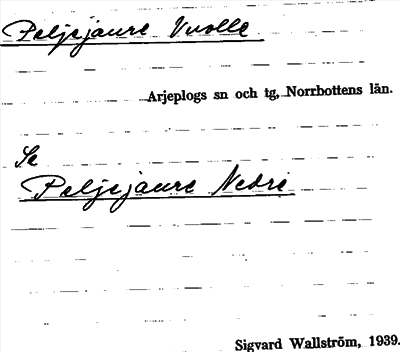 Peljejaure Vuolle
Arjeplogs sn och tg, Norrbottens län.
Se
Peljejaure Nedre
Sigvard Wallström, 1939.